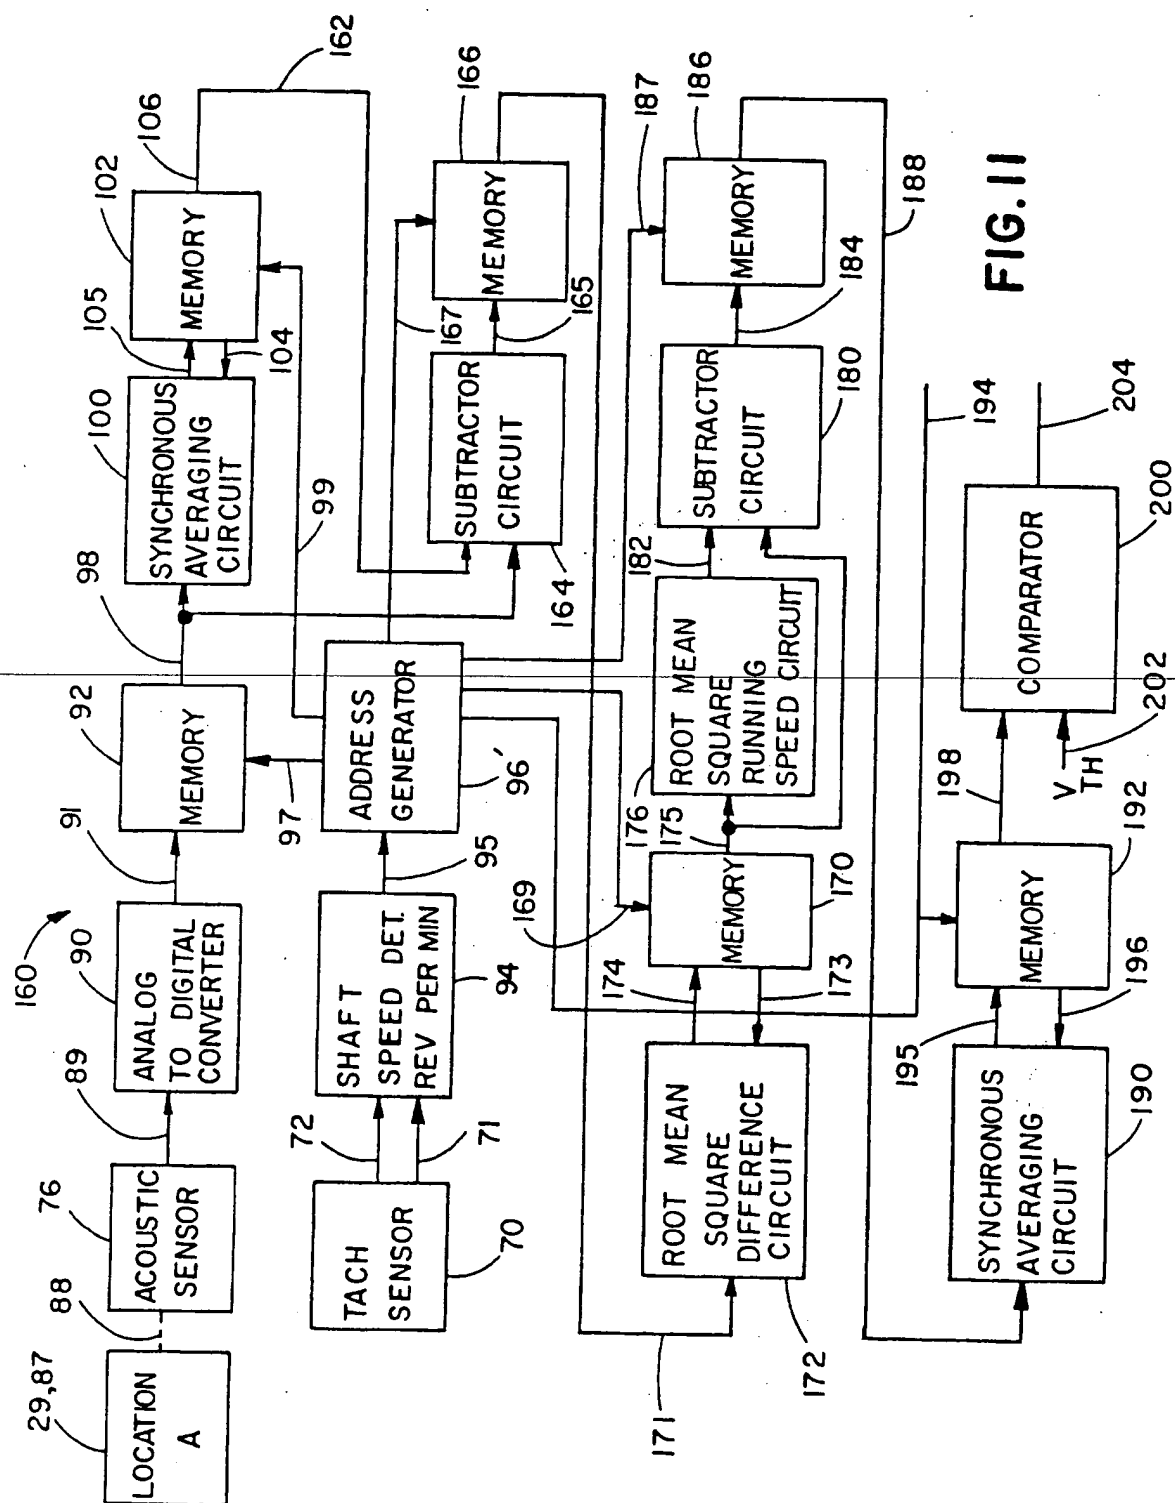 160
29,87
88
76
89
90
91
92
98
100
105
102
106
162
LOCATION
A
ACOUSTIC
SENSOR
ANALOG
TO DIGITAL
CONVERTER
MEMORY
SYNCHRONOUS
AVERAGING
CIRCUIT
MEMORY
104
97
99
72
71
TACH
SENSOR
70
SHAFT
SPEED DET.
REV PER MIN
94
95
ADDRESS
GENERATOR
96'
167
SUBTRACTOR
CIRCUIT
164
165
MEMORY
166
169
187
171
ROOT MEAN
SQUARE
DIFFERENCE
CIRCUIT
172
174
173
MEMORY
170
175
176
ROOT MEAN
SQUARE
RUNNING
SPEED CIRCUIT
182
SUBTRACTOR
CIRCUIT
180
184
MEMORY
186
188
SYNCHRONOUS
AVERAGING
CIRCUIT
190
195
196
MEMORY
192
198
VTH
202
COMPARATOR
200
204
194
FIG.11